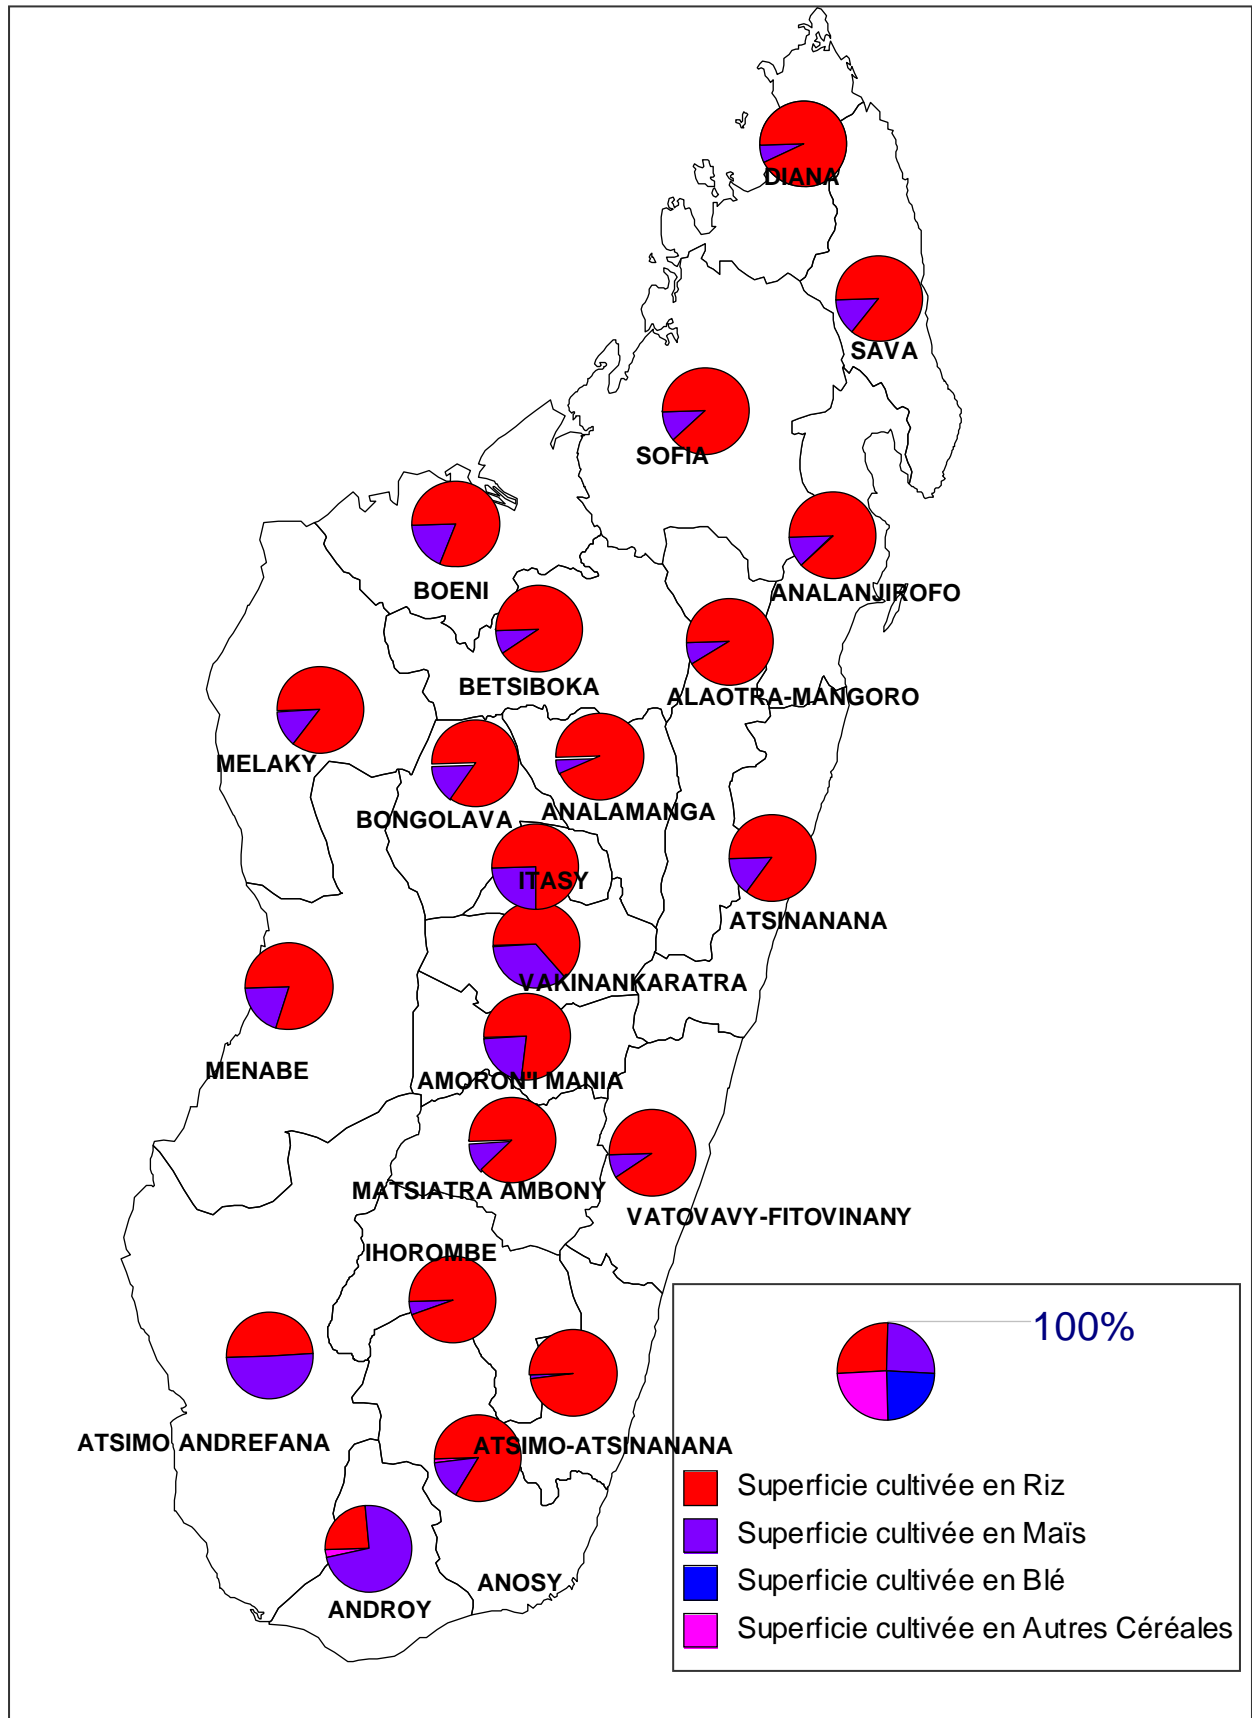 DIANA
SAVA
SOFIA
BOENI
ANALANJIROFO
BETSIBOKA
ALAOTRA-MANGORO
MELAKY
BONGOLAVA
ANALAMANGA
ITASY
ATSINANANA
VAKINANKARATRA
MENABE
AMORON'I MANIA
MATSIATRA AMBONY
VATOVAVY-FITOVINANY
IHOROMBE
100%
ATSIMO ANDREFANA
ATSIMO-ATSINANANA
ANOSY
ANDROY
Superficie cultivée en Riz
Superficie cultivée en Maïs
Superficie cultivée en Blé
Superficie cultivée en Autres Céréales